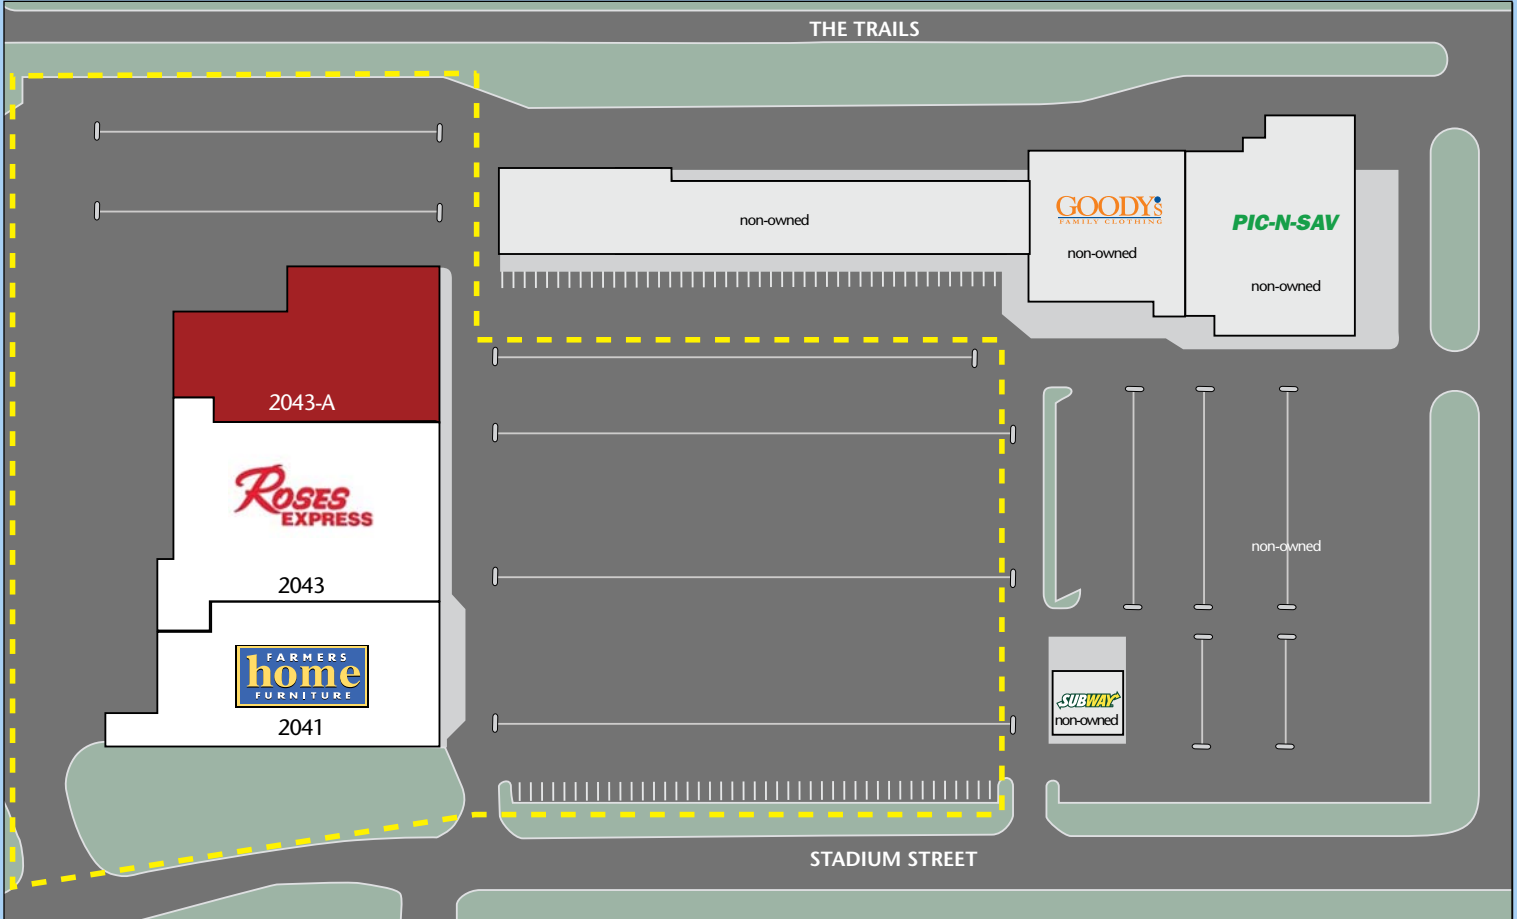 THE TRAILS
non-owned
GOODY's
FAMILY CLOTHING
non-owned
PIC-N-SAV
non-owned
2043-A
ROSES
EXPRESS
2043
FARMERS
home
FURNITURE
2041
non-owned
SUBWAY
non-owned
STADIUM STREET